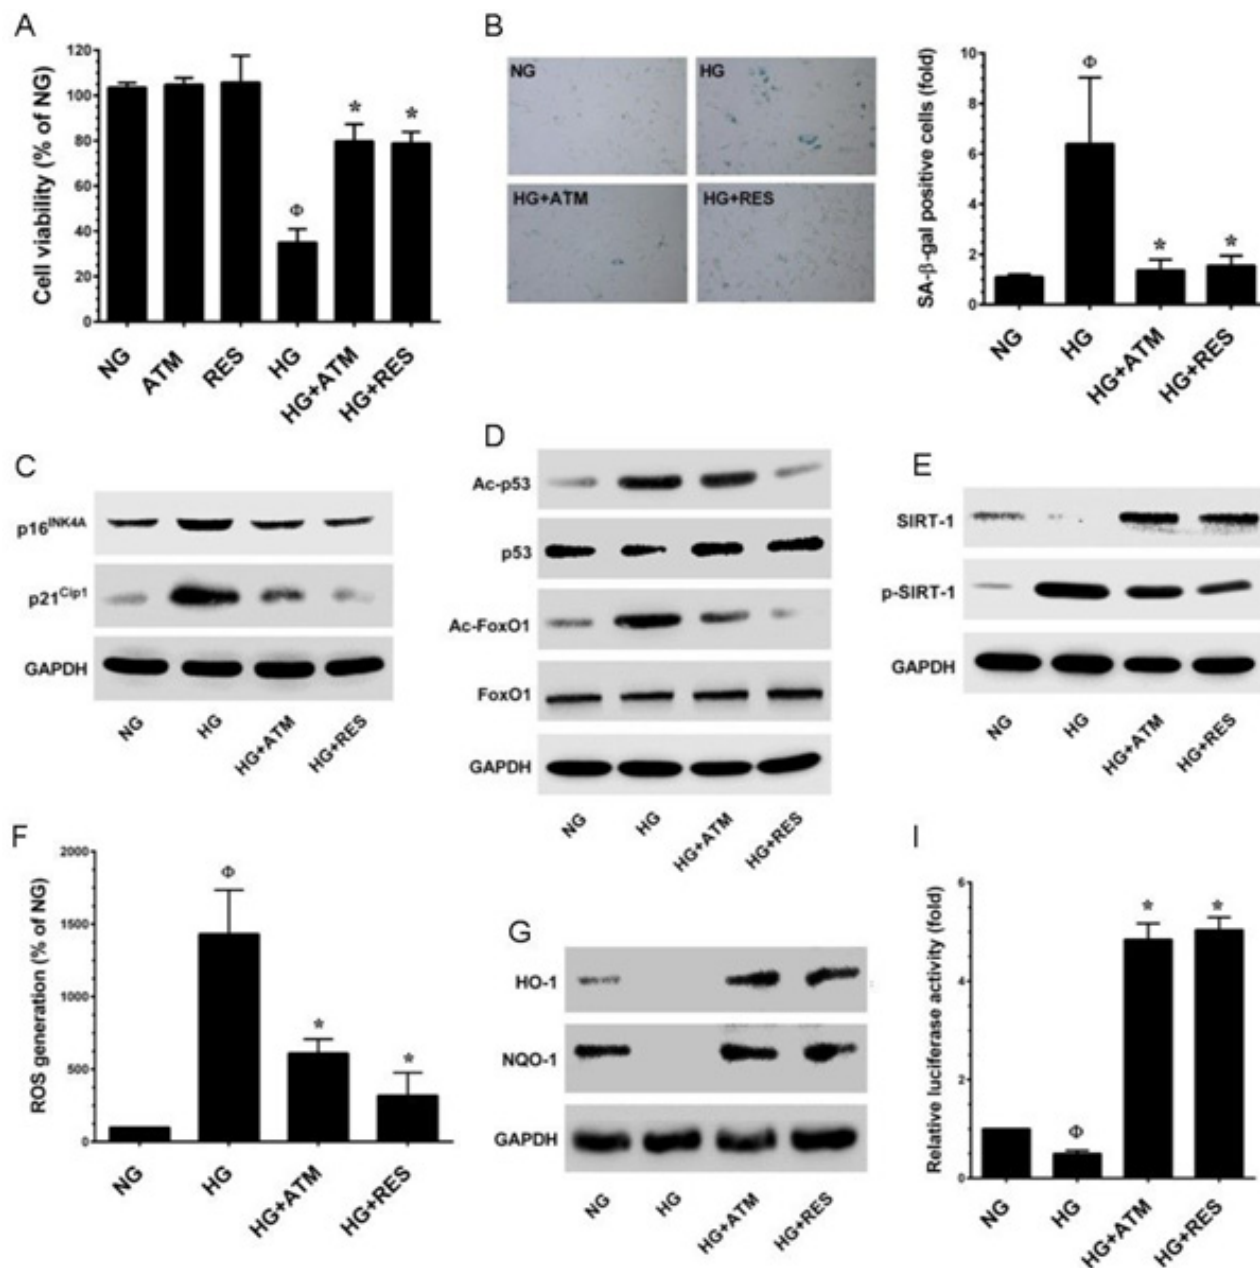 A
Cell viability (% of NG)
120
100
80
60
40
20
0
Φ
*
*
NG
ATM
RES
HG
HG+ATM
HG+RES
B
NG
HG
HG+ATM
HG+RES
SA-β-gal positive cells (fold)
10
8
6
4
2
0
Φ
*
*
NG
HG
HG+ATM
HG+RES
C
p16INK4A
p21Cip1
GAPDH
NG
HG
HG+ATM
HG+RES
D
Ac-p53
p53
Ac-FoxO1
FoxO1
GAPDH
NG
HG
HG+ATM
HG+RES
E
SIRT-1
p-SIRT-1
GAPDH
NG
HG
HG+ATM
HG+RES
F
ROS generation (% of NG)
2000
1500
1000
500
0
Φ
*
*
NG
HG
HG+ATM
HG+RES
G
HO-1
NQO-1
GAPDH
NG
HG
HG+ATM
HG+RES
I
Relative luciferase activity (fold)
6
4
2
0
Φ
*
*
NG
HG
HG+ATM
HG+RES